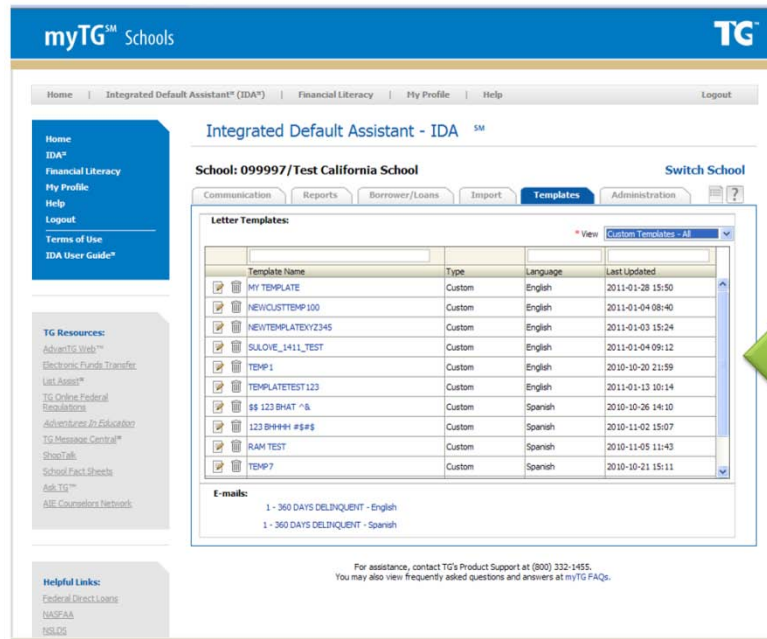 myTG℠ Schools
TG
Home | Integrated Default Assistant® (IDA®) | Financial Literacy | My Profile | Help
Logout
Home
IDA®
Financial Literacy
My Profile
Help
Logout
Terms of Use
IDA User Guide®
TG Resources:
AdvanTG Web™
Electronic Funds Transfer
List Assist®
TG Online Federal
Regulations
Adventures In Education
TG Message Central®
ShopTalk
School Fact Sheets
Ask TG™
AIE Counselors Network
Helpful Links:
Federal Direct Loans
NASFAA
NSLDS
Integrated Default Assistant - IDA ℠
School: 099997/Test California School
Switch School
Communication Reports Borrower/Loans Import Templates Administration ?
Letter Templates:
* View Custom Templates - All
Template Name Type Language Last Updated
MY TEMPLATE Custom English 2011-01-28 15:50
NEWCUSTTEMP100 Custom English 2011-01-04 08:40
NEWTEMPLATEXYZ345 Custom English 2011-01-03 15:24
SULOVE_1411_TEST Custom English 2011-01-04 09:12
TEMP1 Custom English 2010-10-20 21:59
TEMPLATETEST123 Custom English 2011-01-13 10:14
$$ 123 BHAT ^& Custom Spanish 2010-10-26 14:10
123 BHHHH #$#$ Custom Spanish 2010-11-02 15:07
RAM TEST Custom Spanish 2010-11-05 11:43
TEMP7 Custom Spanish 2010-10-21 15:11
E-mails:
1 - 360 DAYS DELINQUENT - English
1 - 360 DAYS DELINQUENT - Spanish
For assistance, contact TG's Product Support at (800) 332-1455.
You may also view frequently asked questions and answers at myTG FAQs.